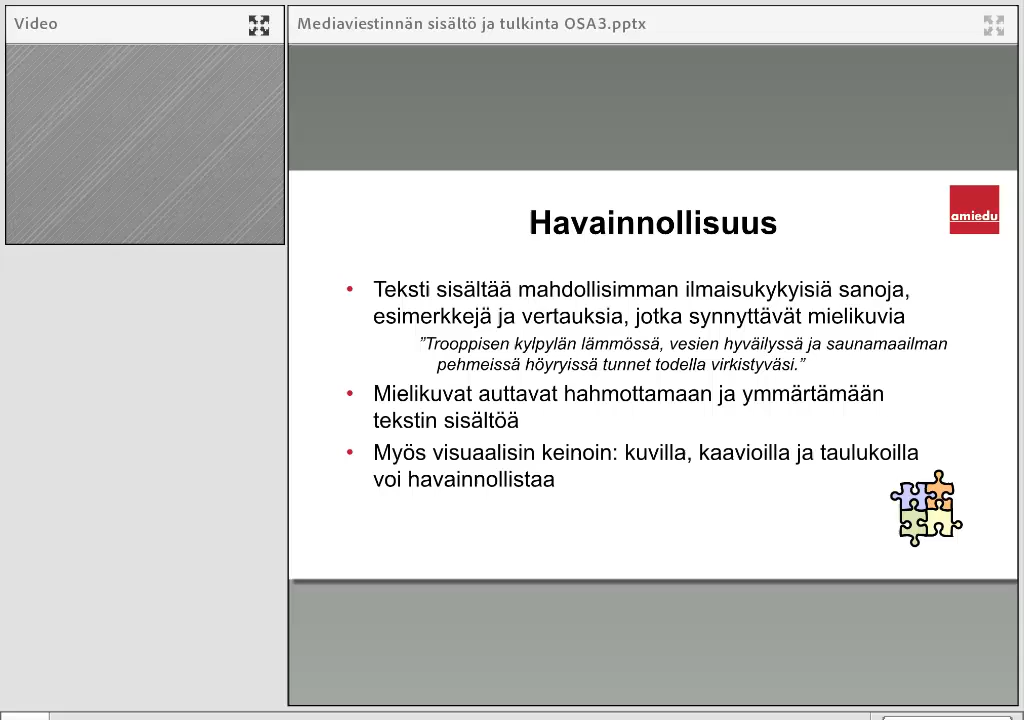 Video
Mediaviestinnän sisältö ja tulkinta OSA3.pptx
amiedu
Havainnollisuus
• Teksti sisältää mahdollisimman ilmaisukykyisiä sanoja,
esimerkkejä ja vertauksia, jotka synnyttävät mielikuvia
”Trooppisen kylpylän lämmössä, vesien hyväilyssä ja saunamaailman
pehmeissä höyryissä tunnet todella virkistyväsi.”
• Mielikuvat auttavat hahmottamaan ja ymmärtämään
tekstin sisältöä
• Myös visuaalisin keinoin: kuvilla, kaavioilla ja taulukoilla
voi havainnollistaa